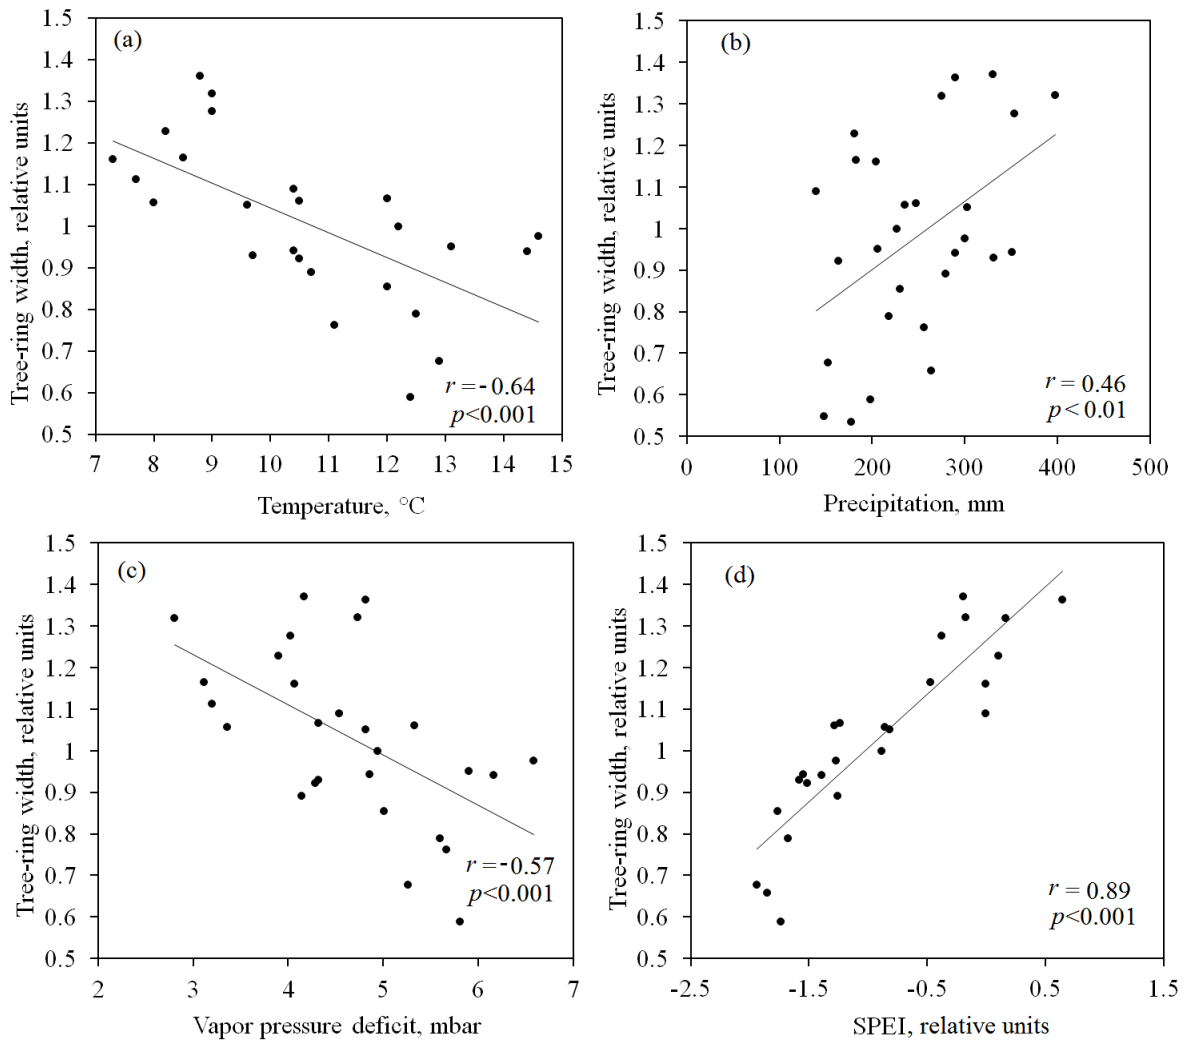 (a)
Tree-ring width, relative units
1.5
1.4
1.3
1.2
1.1
1
0.9
0.8
0.7
0.6
0.5
r = -0.64
p<0.001
7 8 9 10 11 12 13 14 15
Temperature, °C
(b)
Tree-ring width, relative units
1.5
1.4
1.3
1.2
1.1
1
0.9
0.8
0.7
0.6
0.5
r = 0.46
p < 0.01
0 100 200 300 400 500
Precipitation, mm
(c)
Tree-ring width, relative units
1.5
1.4
1.3
1.2
1.1
1
0.9
0.8
0.7
0.6
0.5
r = -0.57
p<0.001
2 3 4 5 6 7
Vapor pressure deficit, mbar
(d)
Tree-ring width, relative units
1.5
1.4
1.3
1.2
1.1
1
0.9
0.8
0.7
0.6
0.5
r = 0.89
p<0.001
-2.5 -1.5 -0.5 0.5 1.5
SPEI, relative units